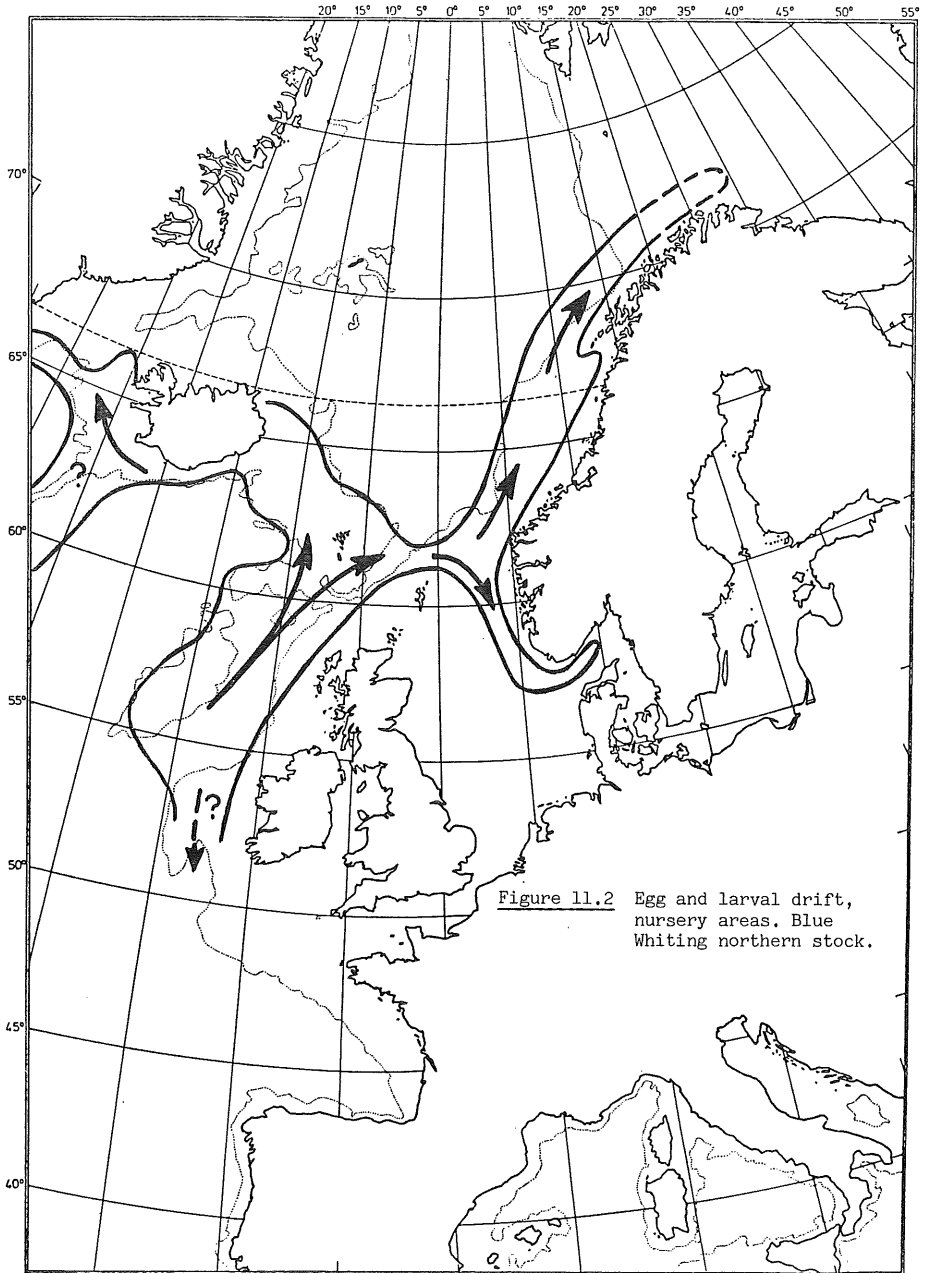 20° 15° 10° 5° 0° 5° 10° 15° 20° 25° 30° 35° 40° 45° 50° 55°
70°
65°
?
60°
55°
?
50°
Figure 11.2 Egg and larval drift,
nursery areas. Blue
Whiting northern stock.
45°
40°